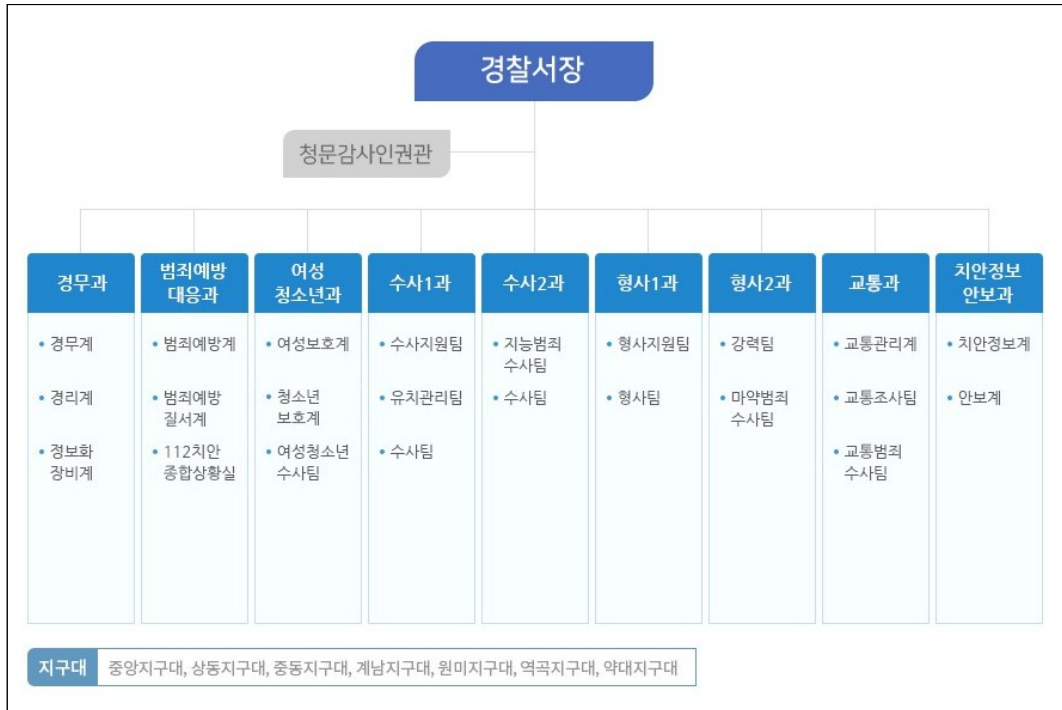 경찰서장
청문감사인권관
경무과
• 경무계
• 경리계
• 정보화
장비계
범죄예방
대응과
• 범죄예방계
• 범죄예방
질서계
• 112치안
종합상황실
여성
청소년과
• 여성보호계
• 청소년
보호계
• 여성청소년
수사팀
수사1과
• 수사지원팀
• 유치관리팀
• 수사팀
수사2과
• 지능범죄
수사팀
• 수사팀
형사1과
• 형사지원팀
• 형사팀
형사2과
• 강력팀
• 마약범죄
수사팀
교통과
• 교통관리계
• 교통조사팀
• 교통범죄
수사팀
치안정보
안보과
• 치안정보계
• 안보계
지구대 중앙지구대, 상동지구대, 중동지구대, 계남지구대, 원미지구대, 역곡지구대, 약대지구대